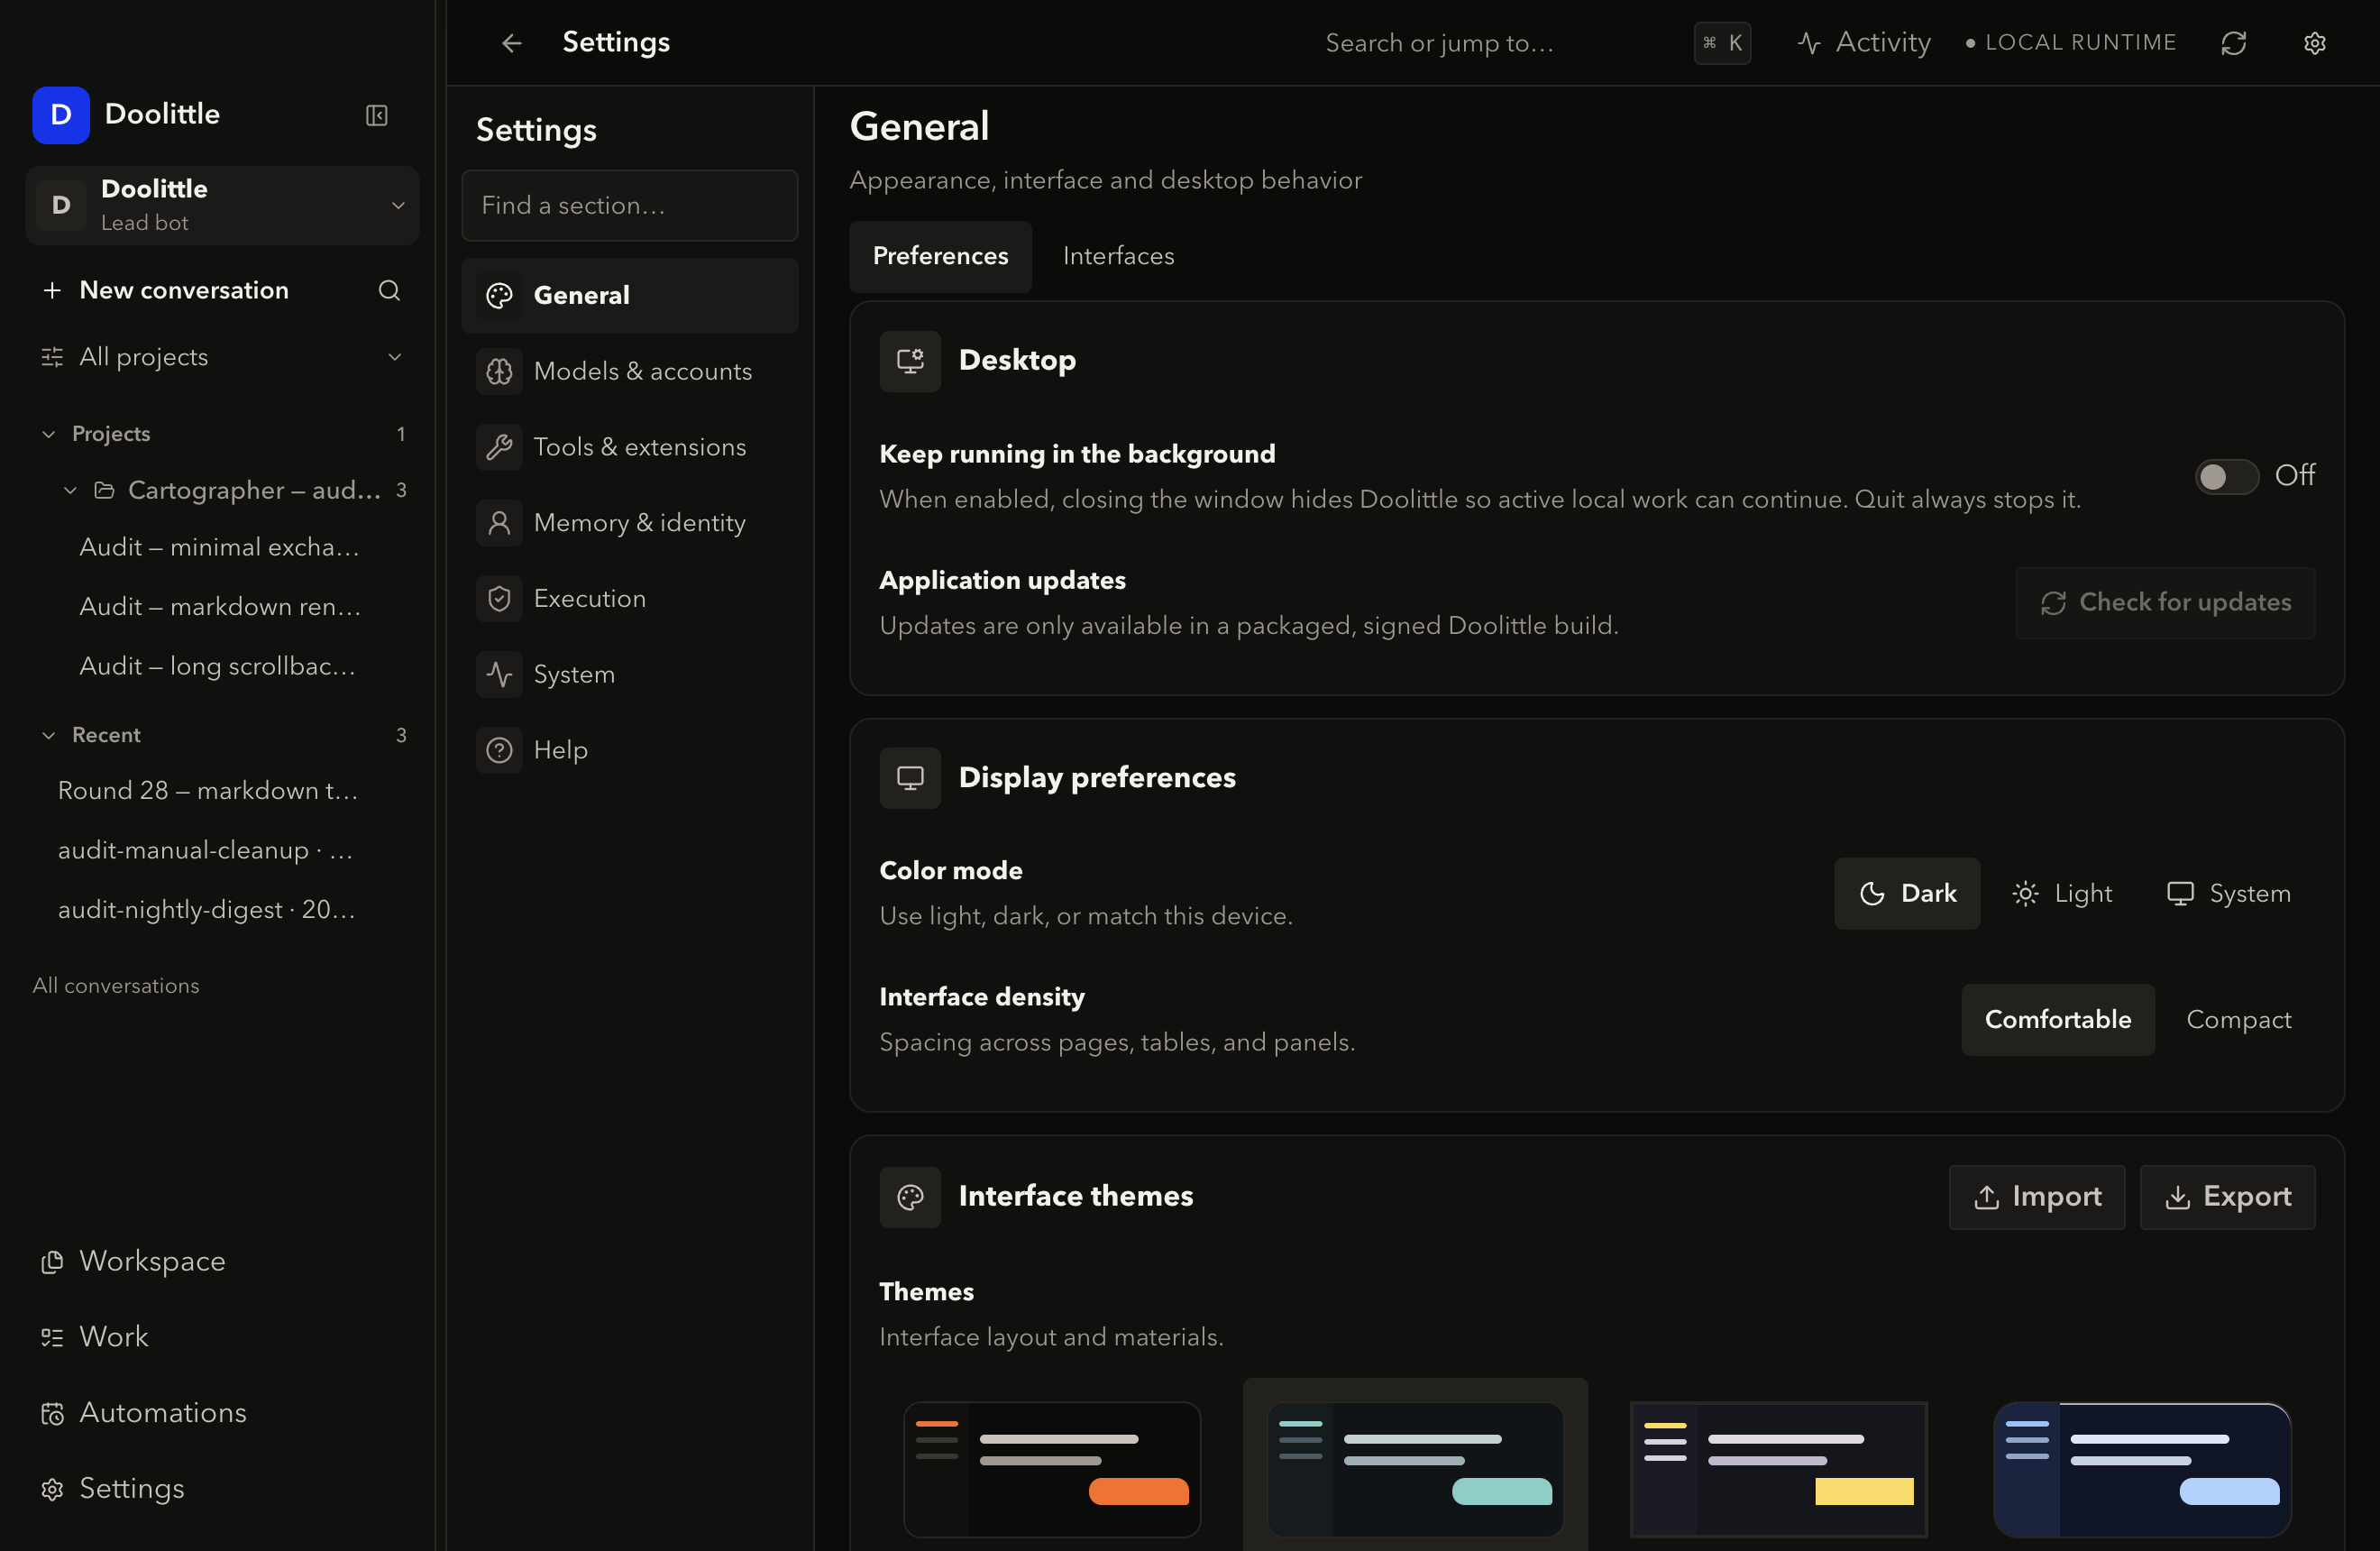 D Doolittle
D Doolittle
Lead bot
New conversation
All projects
Projects 1
Cartographer – aud... 3
Audit – minimal excha...
Audit – markdown ren...
Audit – long scrollbac...
Recent 3
Round 28 – markdown t...
audit-manual-cleanup · ...
audit-nightly-digest · 20...
All conversations
Workspace
Work
Automations
Settings
Settings
Search or jump to...
⌘ K
Activity
LOCAL RUNTIME
Settings
Find a section...
General
Models & accounts
Tools & extensions
Memory & identity
Execution
System
Help
General
Appearance, interface and desktop behavior
Preferences Interfaces
Desktop
Keep running in the background
When enabled, closing the window hides Doolittle so active local work can continue. Quit always stops it.
Off
Application updates
Updates are only available in a packaged, signed Doolittle build.
Check for updates
Display preferences
Color mode
Use light, dark, or match this device.
Dark Light System
Interface density
Spacing across pages, tables, and panels.
Comfortable Compact
Interface themes
Import Export
Themes
Interface layout and materials.